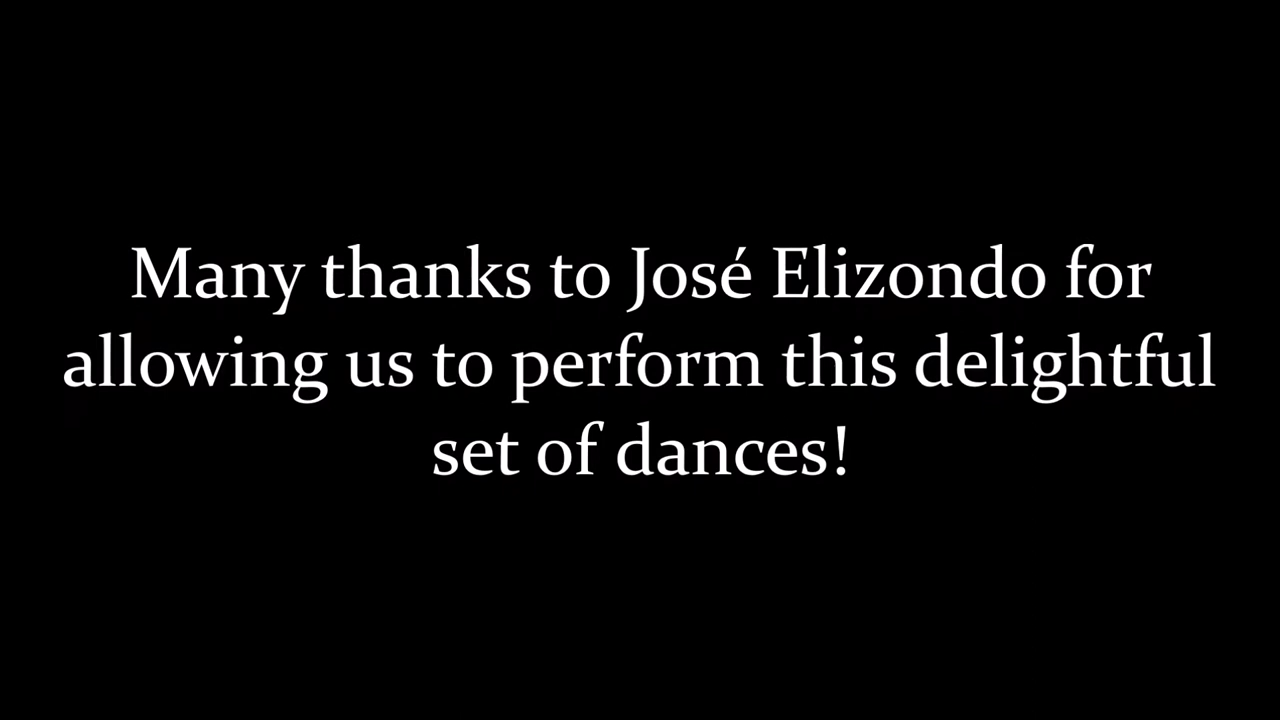 Many thanks to José Elizondo for
allowing us to perform this delightful
set of dances!